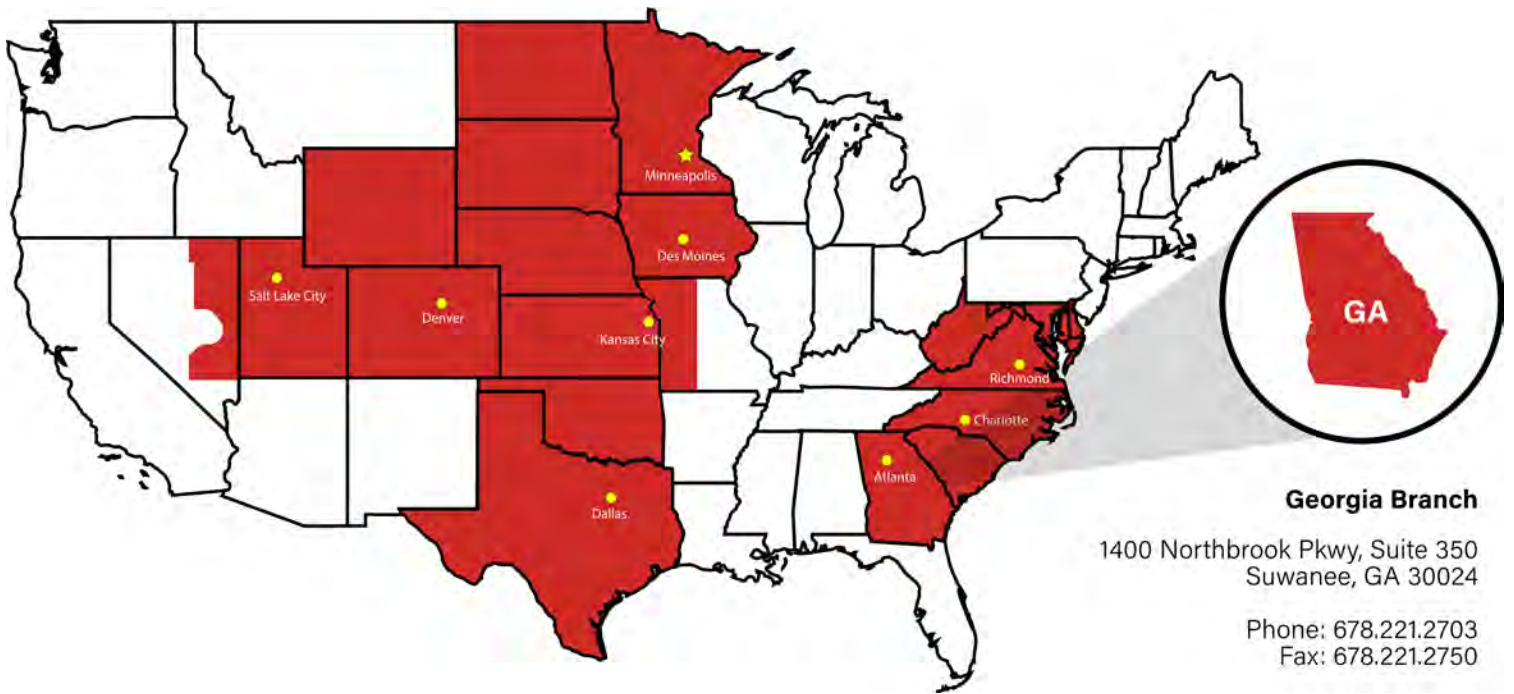 Minneapolis
Des Moines
Salt Lake City
Denver
Kansas City
Richmond
Charlotte
Atlanta
Dallas
GA
Georgia Branch
1400 Northbrook Pkwy, Suite 350
Suwanee, GA 30024
Phone: 678.221.2703
Fax: 678.221.2750